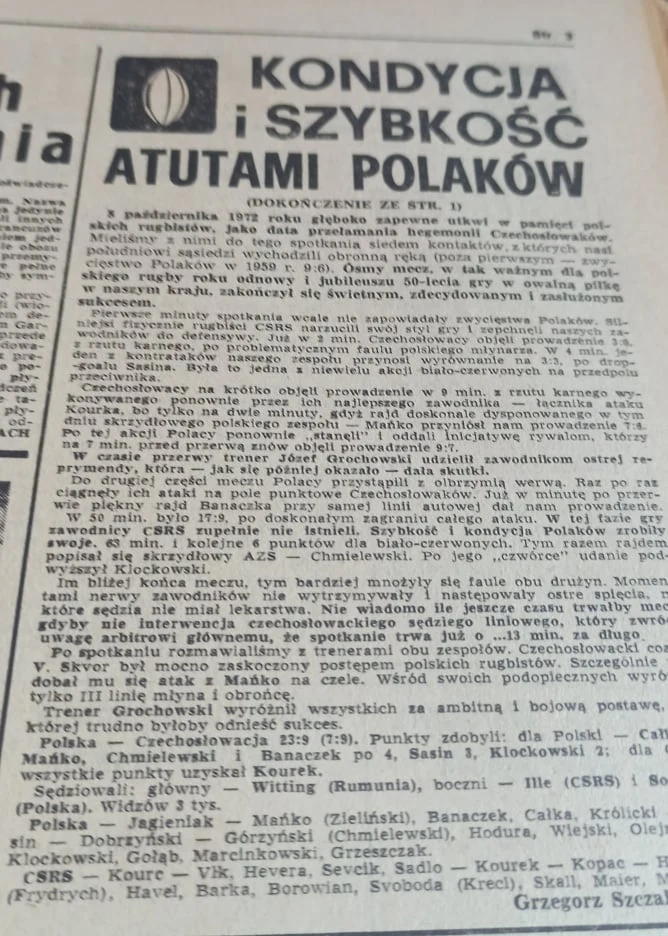 Str 3
h
nia
KONDYCJA
i SZYBKOŚĆ
ATUTAMI POLAKÓW
(DOKOŃCZENIE ZE STR. 1)
8 października 1972 roku głęboko zapewne utkwi w pamięci pol-
skich rugbistów, jako data przełamania hegemonii Czechosłowaków.
Mieliśmy z nimi do tego spotkania siedem kontaktów, z których nasi
południowi sąsiedzi wychodzili obronną ręką (poza pierwszym — zwy-
cięstwo Polaków w 1959 r. 9:6). Ósmy mecz, w tak ważnym dla pol-
skiego rugby roku odnowy i jubileuszu 50-lecia gry w owalną piłkę
w naszym kraju, zakończył się świetnym, zdecydowanym i zasłużonym
sukcesem.
Pierwsze minuty spotkania wcale nie zapowiadały zwycięstwa Polaków. Sil-
niejsi fizycznie rugbiści CSRS narzucili swój styl gry i zepchnęli naszych za-
wodników do defensywy. Już w 2 min. Czechosłowacy objęli prowadzenie 3:0.
z rzutu karnego, po problematycznym faulu polskiego młynarza. W 4 min. je-
den z kontrataków naszego zespołu przynosi wyrównanie na 3:3, po drop-
-goalu Sasina. Była to jedna z niewielu akcji biało-czerwonych na przedpolu
przeciwnika.
Czechosłowacy na krótko objęli prowadzenie w 9 min. z rzutu karnego wy-
konywanego ponownie przez ich najlepszego zawodnika — łącznika ataku
Kourka, bo tylko na dwie minuty, gdyż rajd doskonale dysponowanego w tym
dniu skrzydłowego polskiego zespołu — Mańko przyniósł nam prowadzenie 7:6.
Po tej akcji Polacy ponownie „stanęli" i oddali inicjatywę rywalom, którzy
na 7 min. przed przerwą znów objęli prowadzenie 9:7.
W czasie przerwy trener Józef Grochowski udzielił zawodnikom ostrej re-
prymendy, która — jak się później okazało — dała skutki.
Do drugiej części meczu Polacy przystąpili z olbrzymią werwą. Raz po raz
ciągnęły ich ataki na pole punktowe Czechosłowaków. Już w minutę po przer-
wie piękny rajd Banaczka przy samej linii autowej dał nam prowadzenie.
W 50 min. było 17:9, po doskonałym zagraniu całego ataku. W tej fazie gry
zawodnicy CSRS zupełnie nie istnieli. Szybkość i kondycja Polaków zrobiły
swoje. 63 min. i kolejne 6 punktów dla biało-czerwonych. Tym razem rajdem
popisał się skrzydłowy AZS — Chmielewski. Po jego „czwórce" udanie pod-
wyższył Klockowski.
Im bliżej końca meczu, tym bardziej mnożyły się faule obu drużyn. Momen
tami nerwy zawodników nie wytrzymywały i następowały ostre spięcia, n
które sędzia nie miał lekarstwa. Nie wiadomo ile jeszcze czasu trwałby mec
gdyby nie interwencja czechosłowackiego sędziego liniowego, który zwróc
uwagę arbitrowi głównemu, że spotkanie trwa już o ...13 min. za długo.
Po spotkaniu rozmawialiśmy z trenerami obu zespołów. Czechosłowacki coa
V. Skvor był mocno zaskoczony postępem polskich rugbistów. Szczególnie
dobał mu się atak z Mańko na czele. Wśród swoich podopiecznych wyró
tylko III linię młyna i obrońcę.
Trener Grochowski wyróżnił wszystkich za ambitną i bojową postawę,
której trudno byłoby odnieść sukces.
Polska — Czechosłowacja 23:9 (7:9). Punkty zdobyli: dla Polski — Całk
Mańko, Chmielewski i Banaczek po 4, Sasin 3, Klockowski 2; dla
wszystkie punkty uzyskał Kourek.
Sędziowali: główny — Witting (Rumunia), boczni — Ille (CSRS) i So
(Polska). Widzów 3 tys.
Polska — Jagieniak — Mańko (Zieliński), Banaczek, Całka, Królicki
sin — Dobrzyński — Górzyński (Chmielewski), Hodura, Wiejski, Olej
Klockowski, Gołąb, Marcinkowski, Grzeszczak.
CSRS — Kourc — Vlk, Hevera, Sevcik, Sadlo — Kourek — Kopac — H
(Frydrych), Havel, Barka, Borowian, Svoboda (Krecl), Skall, Maier, M
Grzegorz Szczał